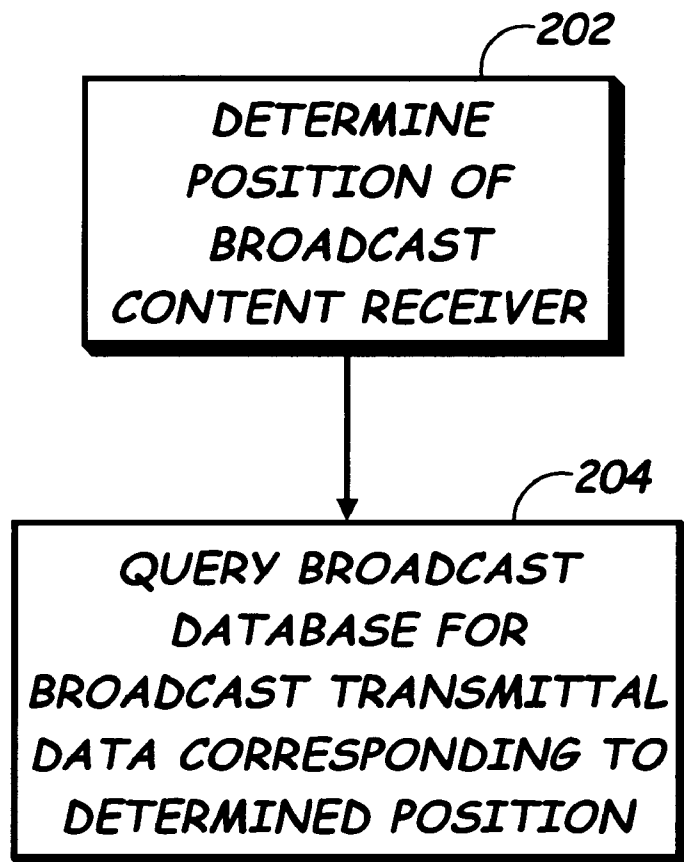 202
DETERMINE
POSITION OF
BROADCAST
CONTENT RECEIVER
204
QUERY BROADCAST
DATABASE FOR
BROADCAST TRANSMITTAL
DATA CORRESPONDING TO
DETERMINED POSITION